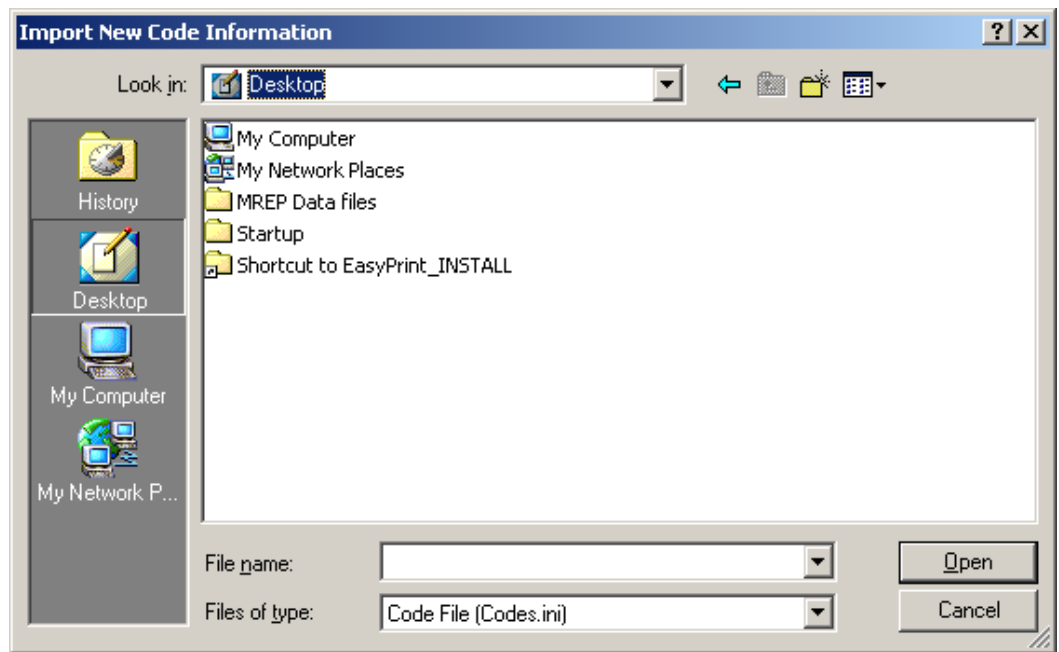 Import New Code Information
Look in: Desktop
History
Desktop
My Computer
My Network P...
My Computer
My Network Places
MREP Data files
Startup
Shortcut to EasyPrint_INSTALL
File name: Open
Files of type: Code File (Codes.ini) Cancel